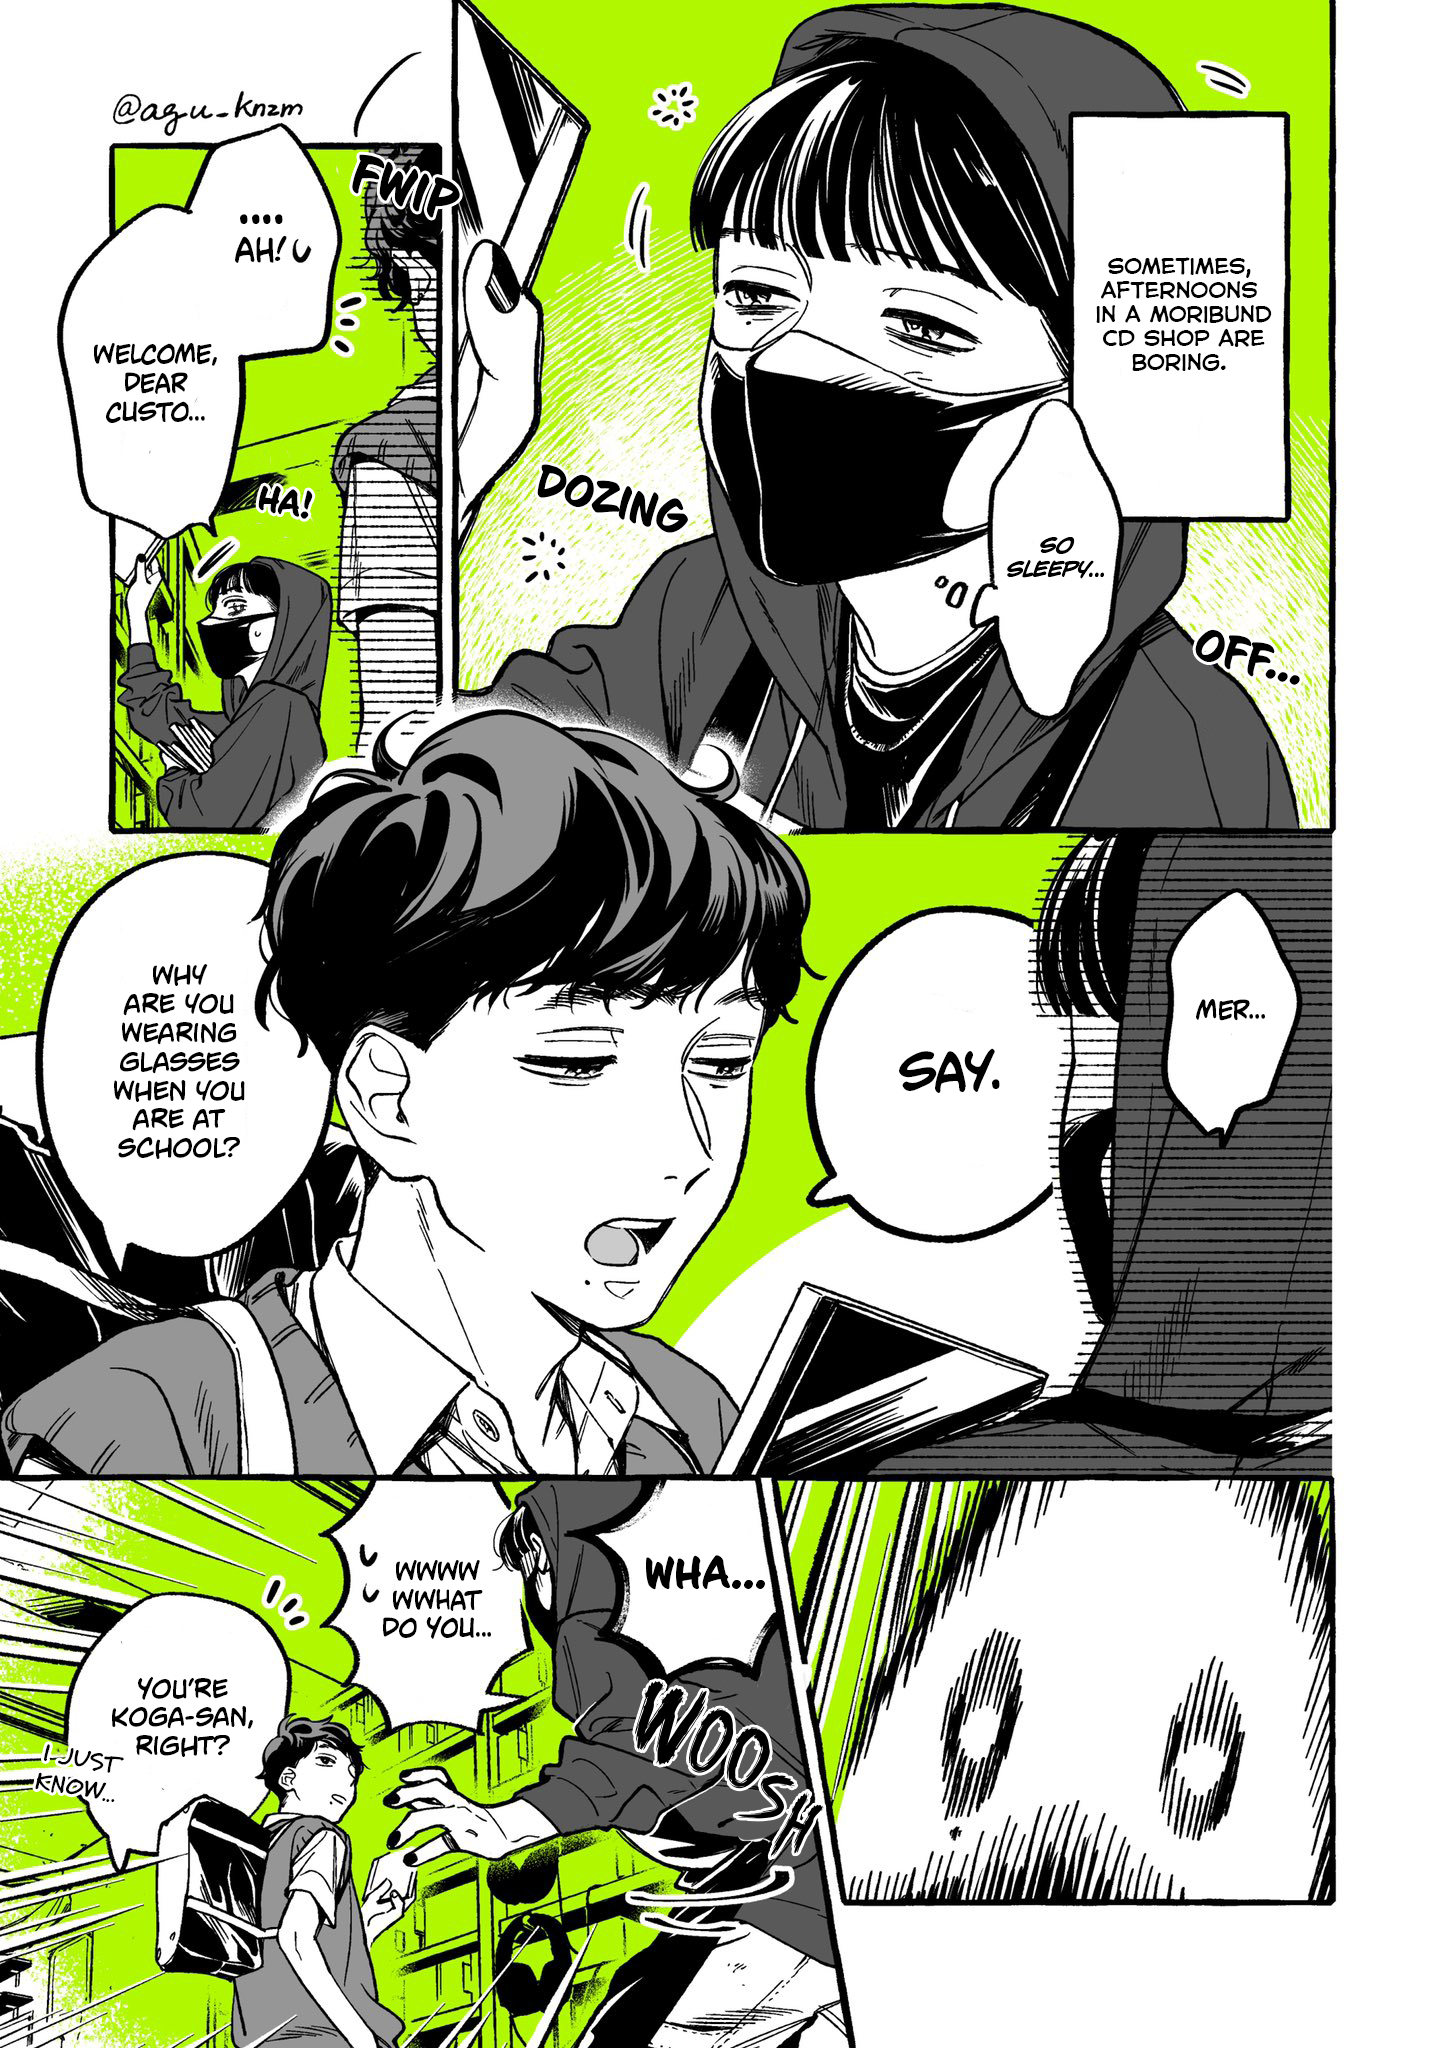 @agu_knzm
SOMETIMES,
AFTERNOONS
IN A MORIBUND
CD SHOP ARE
BORING.
SO
SLEEPY...
DOZING
OFF...
FWIP
....
AH!
WELCOME,
DEAR
CUSTO...
HA!
MER...
SAY.
WHY
ARE YOU
WEARING
GLASSES
WHEN YOU
ARE AT
SCHOOL?
WHA...
WWWW
WWHAT
DO YOU...
WOOSH
YOU'RE
KOGA-SAN,
RIGHT?
I JUST
KNOW...